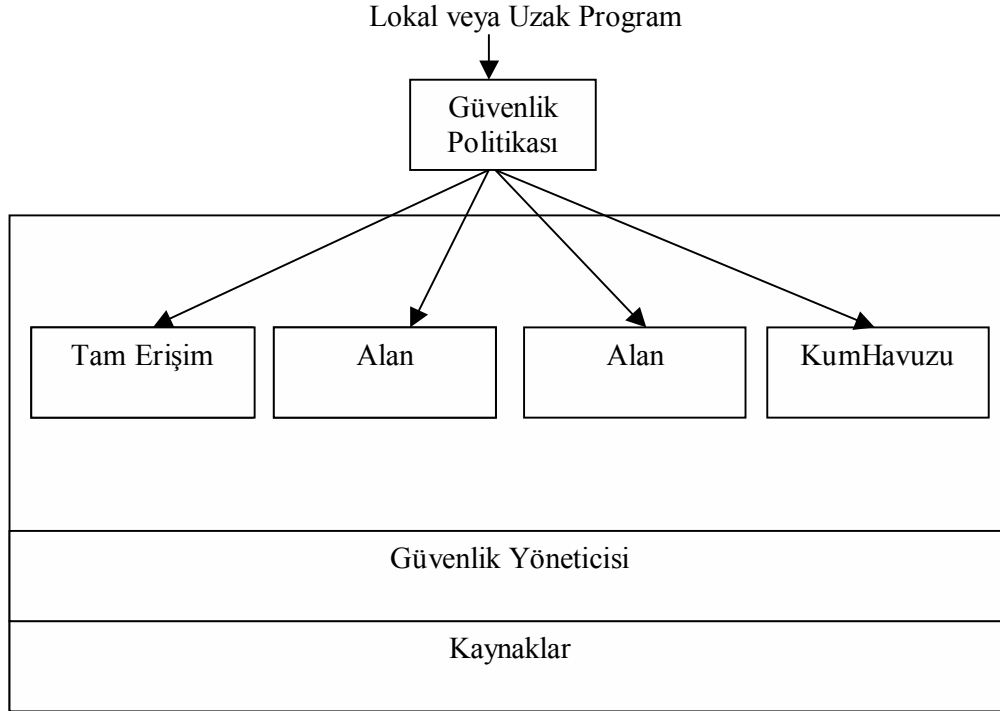 Lokal veya Uzak Program
Güvenlik
Politikası
Tam Erişim
Alan
Alan
KumHavuzu
Güvenlik Yöneticisi
Kaynaklar